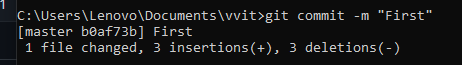 C:\Users\Lenovo\Documents\vvit>git commit -m "First"
[master b0af73b] First
 1 file changed, 3 insertions(+), 3 deletions(-)